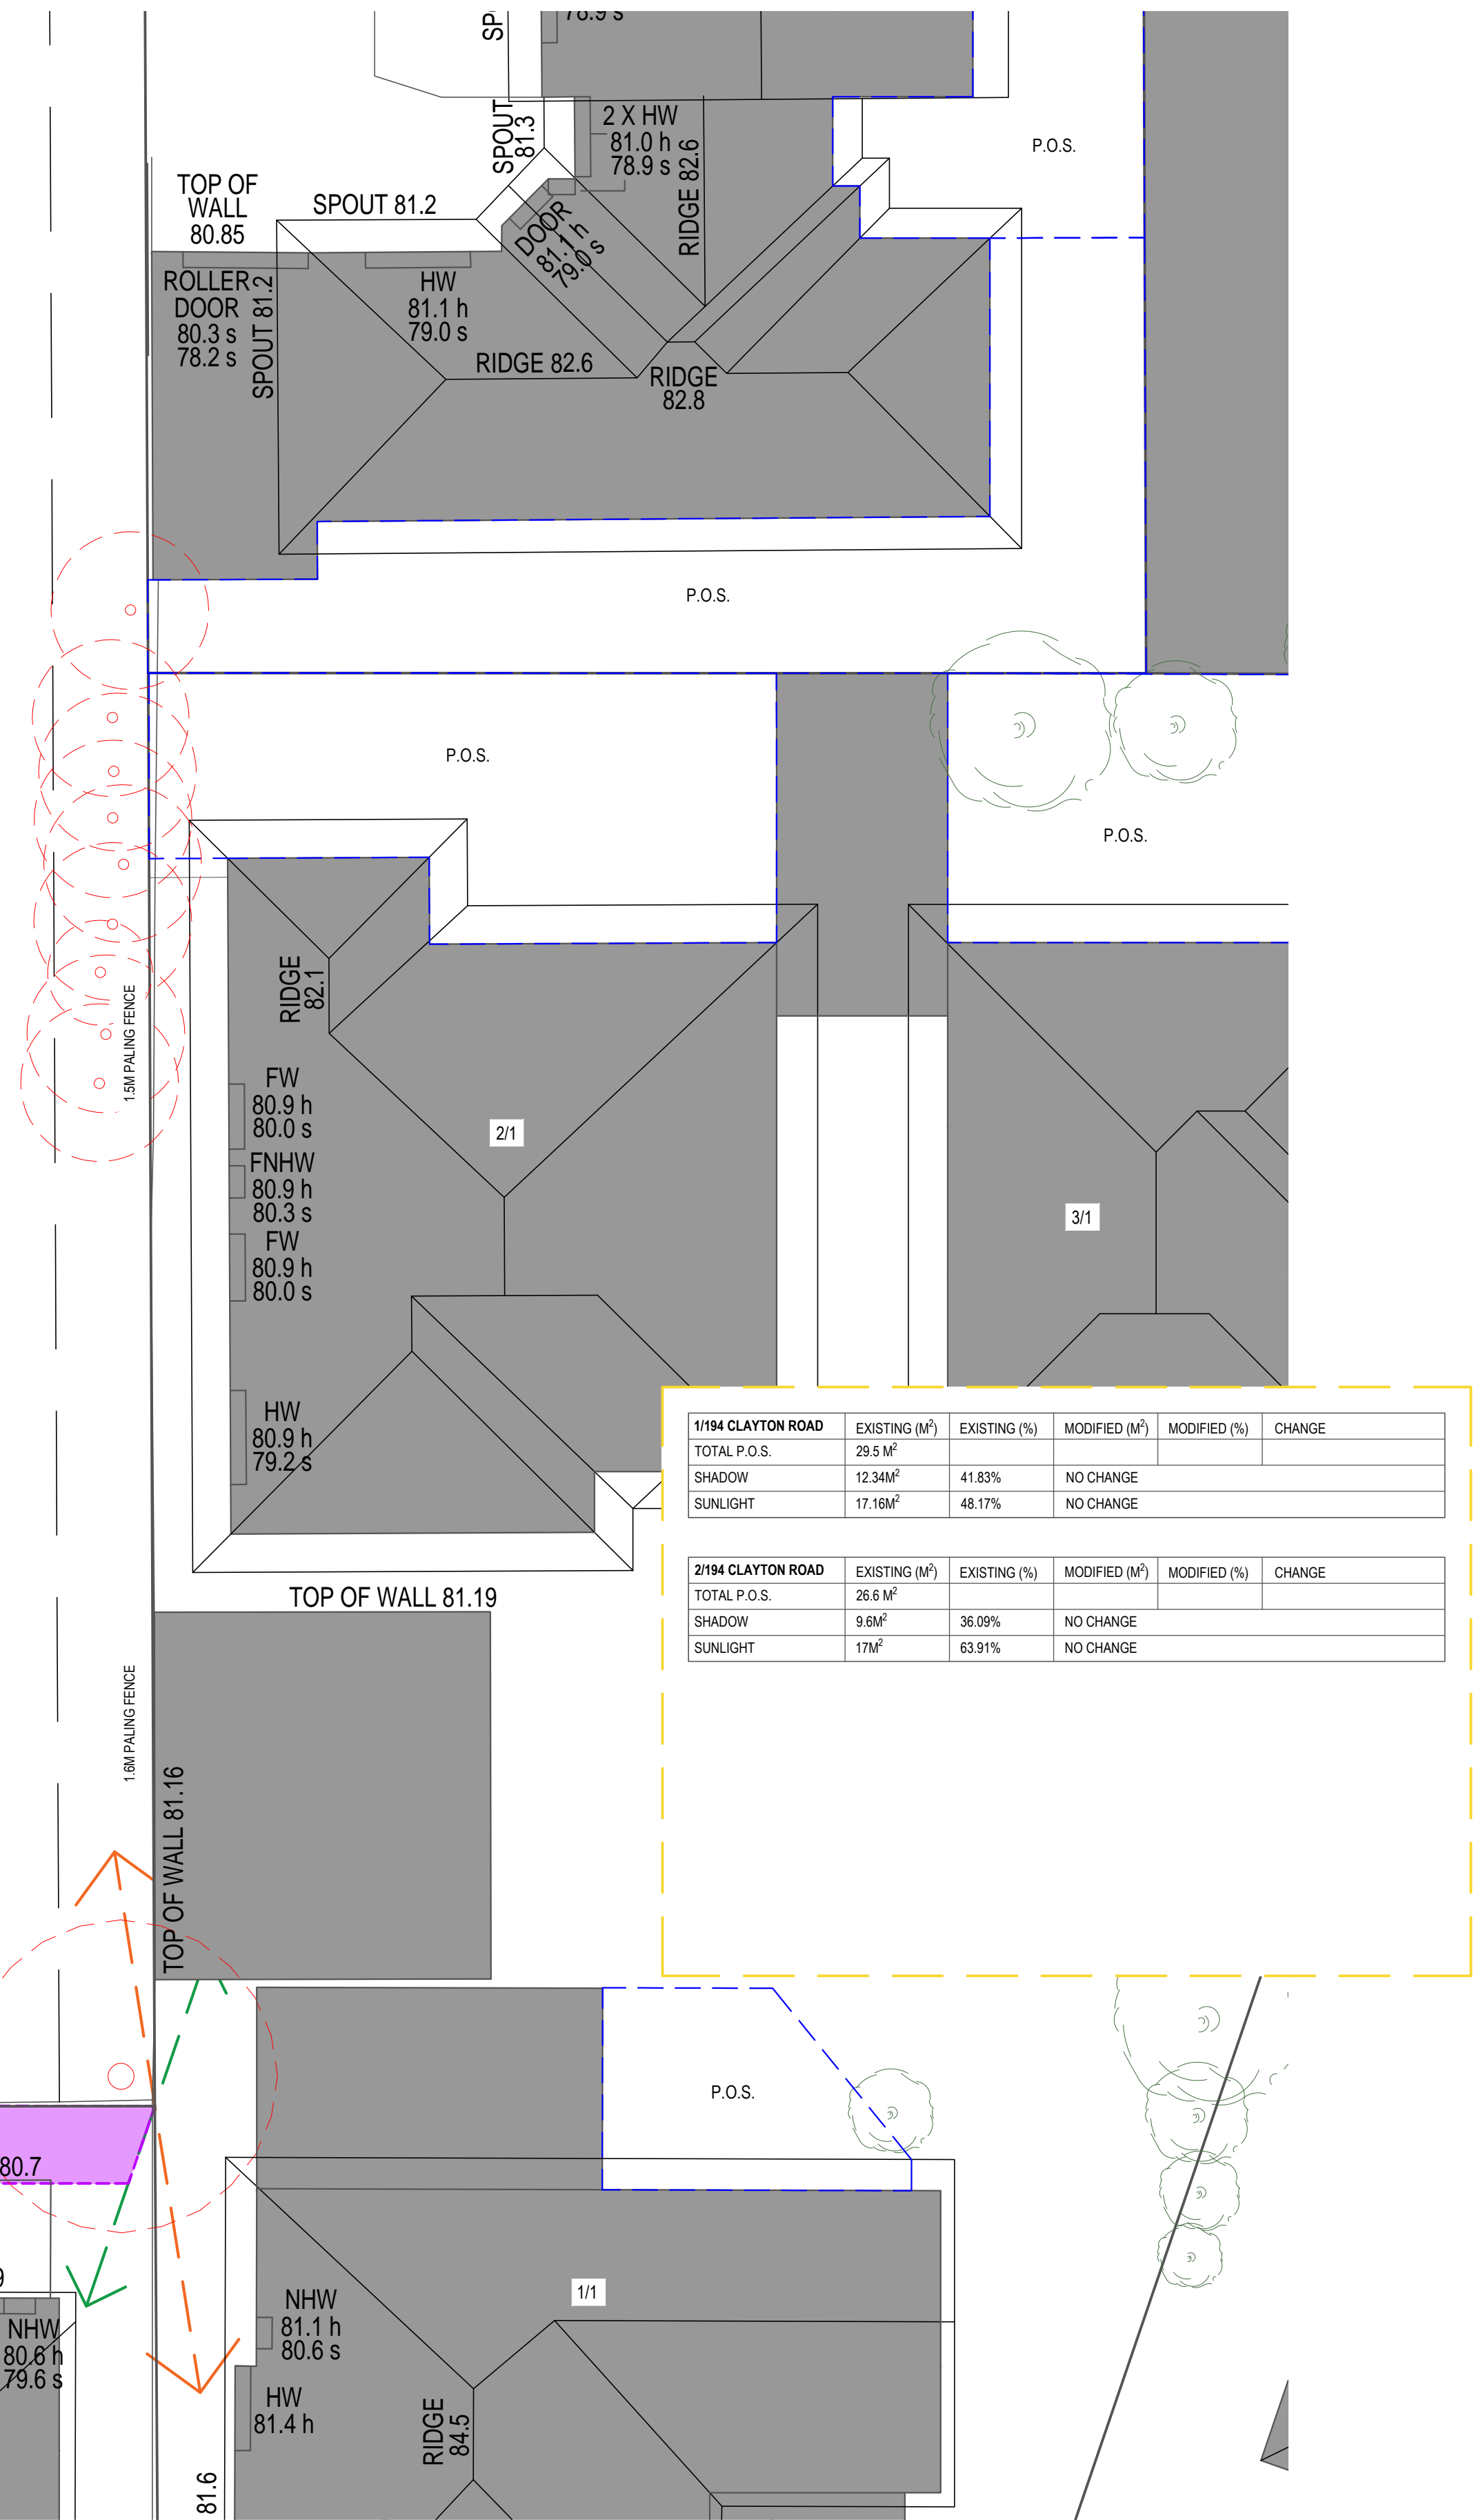 78.9 s
SPOUT
81.3
2 X HW
81.0 h
78.9 s
RIDGE 82.6
P.O.S.
TOP OF
WALL
80.85
SPOUT 81.2
DOOR
81.1 h
79.0 s
ROLLER
DOOR
80.3 s
78.2 s
SPOUT 81.2
HW
81.1 h
79.0 s
RIDGE 82.6
RIDGE
82.8
P.O.S.
P.O.S.
P.O.S.
RIDGE
82.1
1.5M PALING FENCE
FW
80.9 h
80.0 s
2/1
FNHW
80.9 h
80.3 s
3/1
FW
80.9 h
80.0 s
HW
80.9 h
79.2 s
1/194 CLAYTON ROAD EXISTING (M²) EXISTING (%) MODIFIED (M²) MODIFIED (%) CHANGE
TOTAL P.O.S. 29.5 M²
SHADOW 12.34M² 41.83% NO CHANGE
SUNLIGHT 17.16M² 48.17% NO CHANGE
2/194 CLAYTON ROAD EXISTING (M²) EXISTING (%) MODIFIED (M²) MODIFIED (%) CHANGE
TOTAL P.O.S. 26.6 M²
SHADOW 9.6M² 36.09% NO CHANGE
SUNLIGHT 17M² 63.91% NO CHANGE
TOP OF WALL 81.19
1.6M PALING FENCE
TOP OF WALL 81.16
P.O.S.
80.7
NHW
81.1 h
80.6 s
1/1
NHW
80.6 h
79.6 s
HW
81.4 h
RIDGE
84.5
81.6